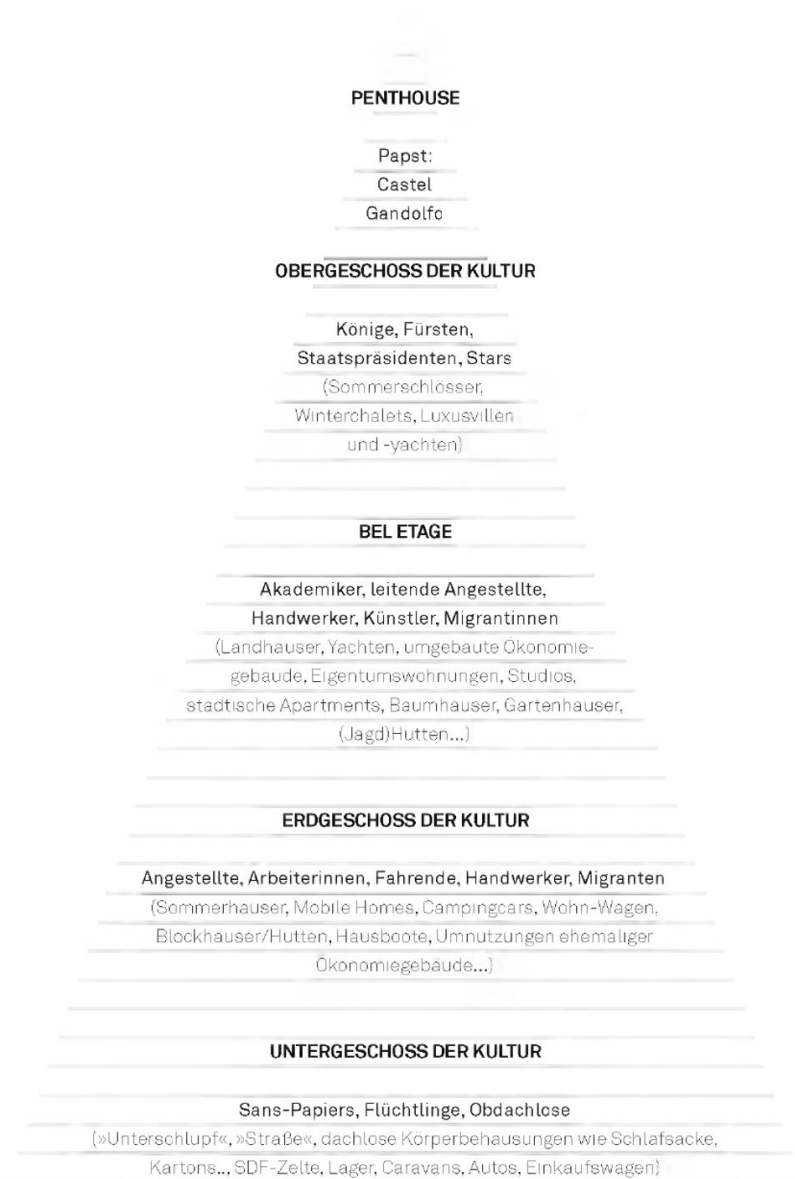 PENTHOUSE
Papst:
Castel
Gandolfo
OBERGESCHOSS DER KULTUR
Könige, Fürsten,
Staatspräsidenten, Stars
(Sommerschlösser,
Winterchalets, Luxusvillen
und -yachten)
BEL ETAGE
Akademiker, leitende Angestellte,
Handwerker, Künstler, Migrantinnen
(Landhauser, Yachten, umgebaute Ökonomie-
gebaude, Eigentumswohnungen, Studios,
stadtische Apartments, Baumhauser, Gartenhauser,
(Jagd)Hutten...)
ERDGESCHOSS DER KULTUR
Angestellte, Arbeiterinnen, Fahrende, Handwerker, Migranten
(Sommerhauser, Mobile Homes, Campingcars, Wohn-Wagen,
Blockhauser/Hutten, Hausboote, Umnutzungen ehemaliger
Ökonomiegebäude...)
UNTERGESCHOSS DER KULTUR
Sans-Papiers, Flüchtlinge, Obdachlose
(»Unterschlupf«, »Straße«, dachlose Körperbehausungen wie Schlafsacke,
Kartons.., SDF-Zelte, Lager, Caravans, Autos, Einkaufswagen)